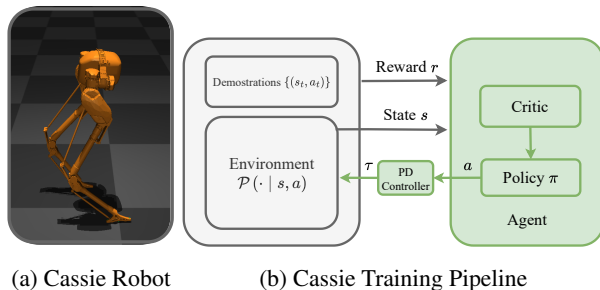 Demostrations {(s_t, a_t)}
Environment
𝒫(· | s, a)
Reward r
State s
τ
PD
Controller
a
Critic
Policy π
Agent
(a) Cassie Robot
(b) Cassie Training Pipeline